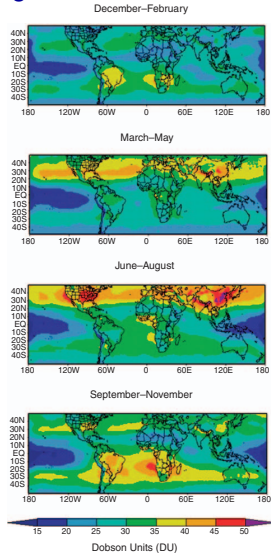 December–February
40N
30N
20N
10N
EQ
10S
20S
30S
40S
180 120W 60W 0 60E 120E 180
March–May
40N
30N
20N
10N
EQ
10S
20S
30S
40S
180 120W 60W 0 60E 120E 180
June–August
40N
30N
20N
10N
EQ
10S
20S
30S
40S
180 120W 60W 0 60E 120E 180
September–November
40N
30N
20N
10N
EQ
10S
20S
30S
40S
180 120W 60W 0 60E 120E 180
15 20 25 30 35 40 45 50
Dobson Units (DU)